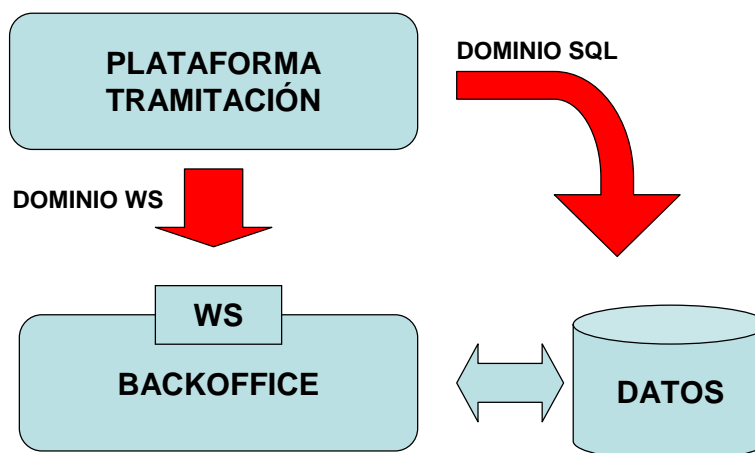 PLATAFORMA
TRAMITACIÓN
DOMINIO SQL
DOMINIO WS
WS
BACKOFFICE
DATOS